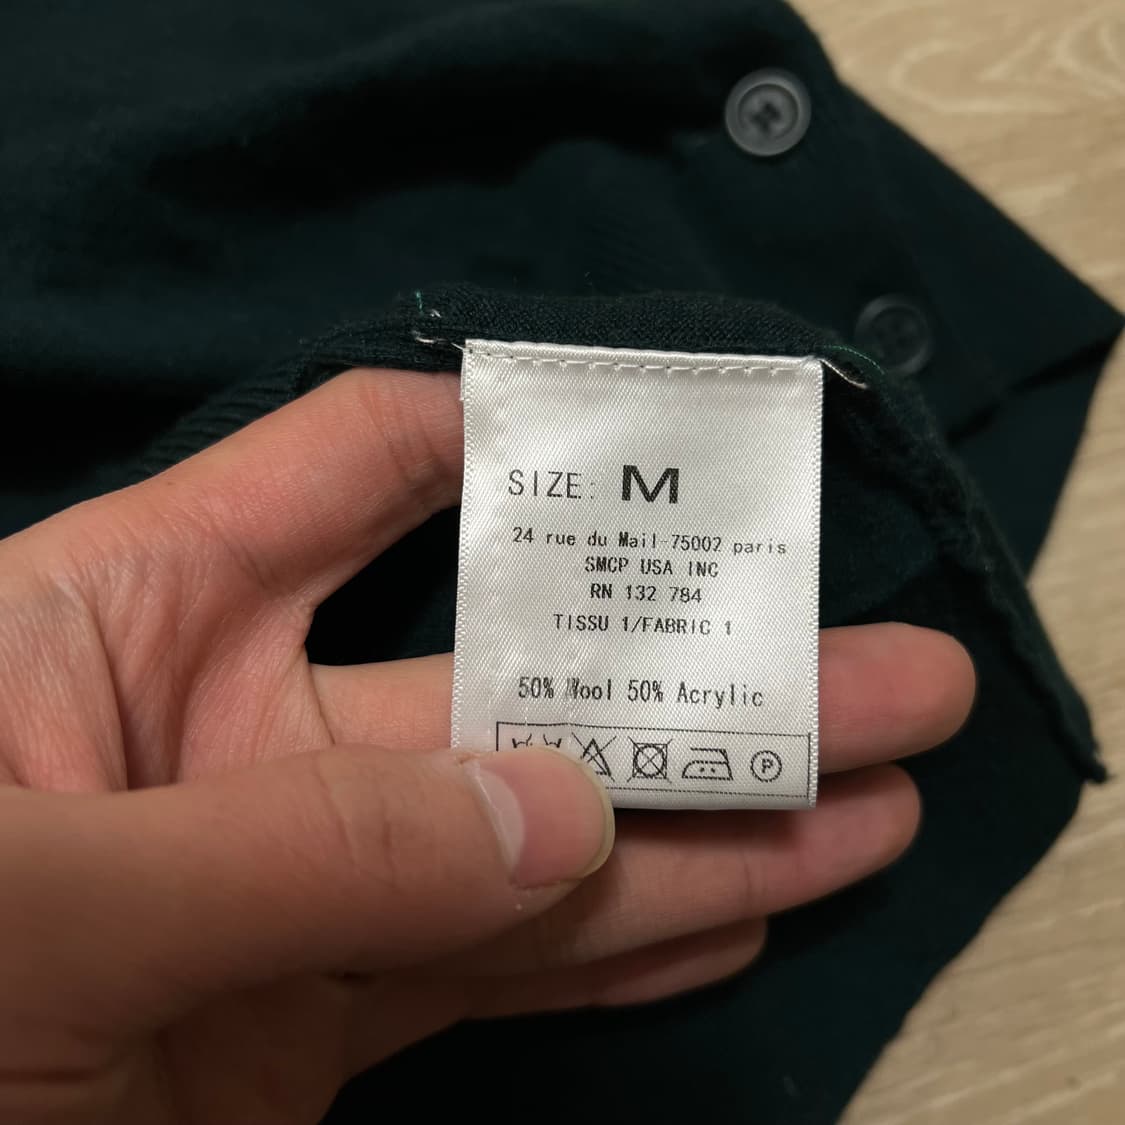 SIZE: M
24 rue du Mail-75002 paris
SMCP USA INC
RN 132 784
TISSU 1/FABRIC 1
50% Wool 50% Acrylic
P